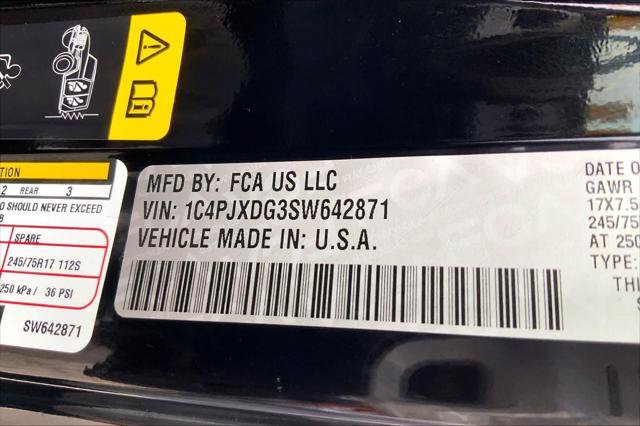 TION
2 REAR 3
O SHOULD NEVER EXCEED
SPARE
245/75R17 112S
250 kPa / 36 PSI
SW642871
MFD BY: FCA US LLC
VIN: 1C4PJXDG3SW642871
VEHICLE MADE IN: U.S.A.
DATE O
GAWR
17X7.5
245/75
AT 250
TYPE:
THI